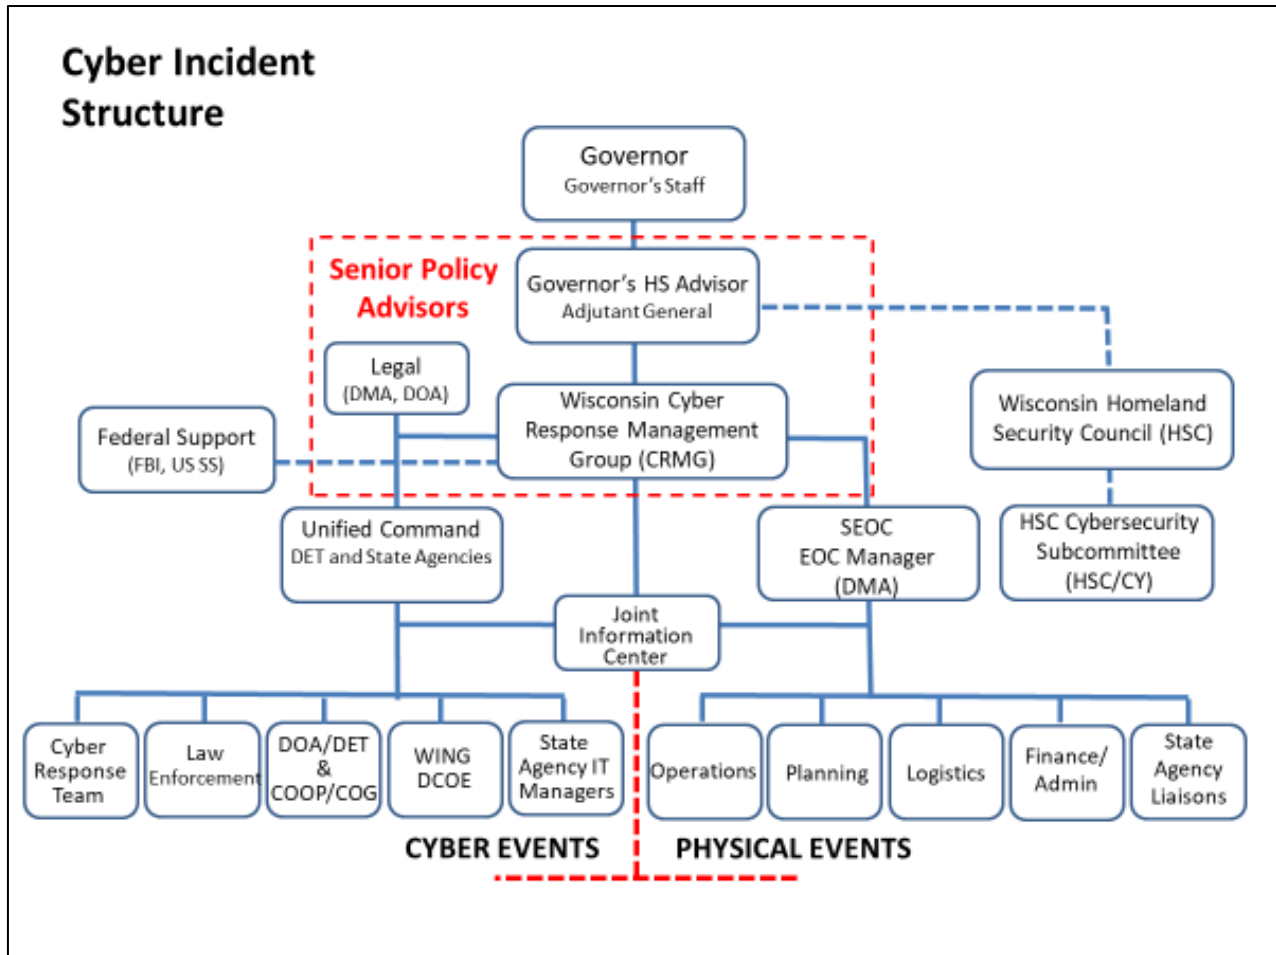 Cyber Incident
Structure
Governor
Governor's Staff
Senior Policy
Advisors
Governor's HS Advisor
Adjutant General
Legal
(DMA, DOA)
Wisconsin Cyber
Response Management
Group (CRMG)
Wisconsin Homeland
Security Council (HSC)
Federal Support
(FBI, US SS)
Unified Command
DET and State Agencies
SEOC
EOC Manager
(DMA)
HSC Cybersecurity
Subcommittee
(HSC/CY)
Joint
Information
Center
Cyber
Response
Team
Law
Enforcement
DOA/DET
&
COOP/COG
WING
DCOE
State
Agency IT
Managers
Operations
Planning
Logistics
Finance/
Admin
State
Agency
Liaisons
CYBER EVENTS
PHYSICAL EVENTS